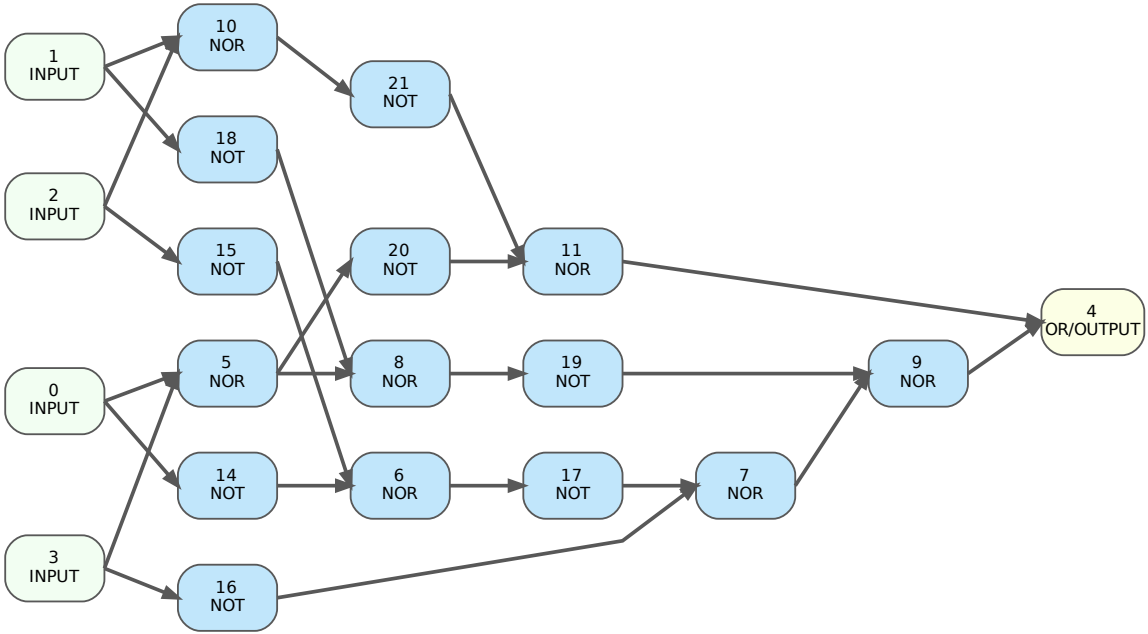 1
INPUT
2
INPUT
0
INPUT
3
INPUT
10
NOR
18
NOT
15
NOT
5
NOR
14
NOT
16
NOT
21
NOT
20
NOT
8
NOR
6
NOR
11
NOR
19
NOT
17
NOT
7
NOR
9
NOR
4
OR/OUTPUT